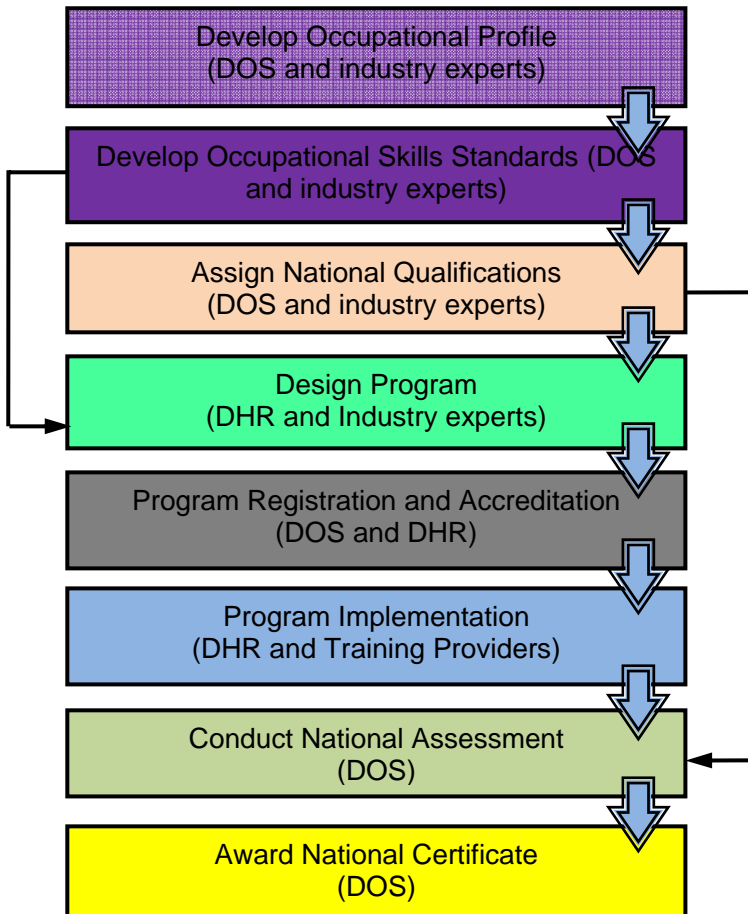 Develop Occupational Profile
(DOS and industry experts)
Develop Occupational Skills Standards (DOS
and industry experts)
Assign National Qualifications
(DOS and industry experts)
Design Program
(DHR and Industry experts)
Program Registration and Accreditation
(DOS and DHR)
Program Implementation
(DHR and Training Providers)
Conduct National Assessment
(DOS)
Award National Certificate
(DOS)